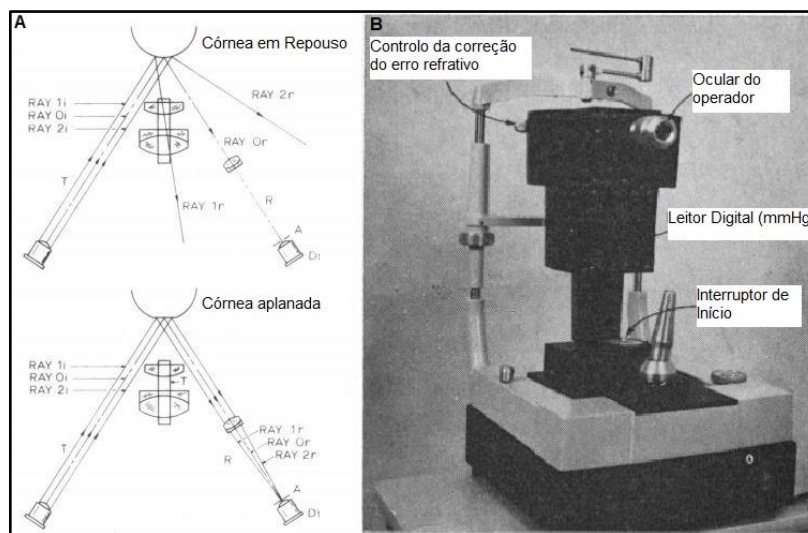 A
Córnea em Repouso
RAY 1i
RAY 0i
RAY 2i
RAY 2r
RAY 0r
T
R
RAY 1r
A
Di
Córnea aplanada
RAY 1i
RAY 0i
RAY 2i
T
T
RAY 1r
RAY 0r
RAY 2r
R
A
Di
B
Controlo da correção
do erro refrativo
Ocular do
operador
Leitor Digital (mmHg
Interruptor de
Início